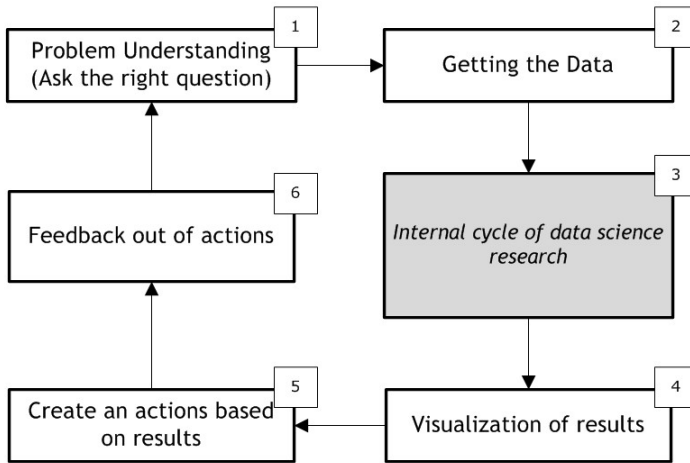 1
Problem Understanding
(Ask the right question)
2
Getting the Data
3
Internal cycle of data science
research
4
Visualization of results
5
Create an actions based
on results
6
Feedback out of actions